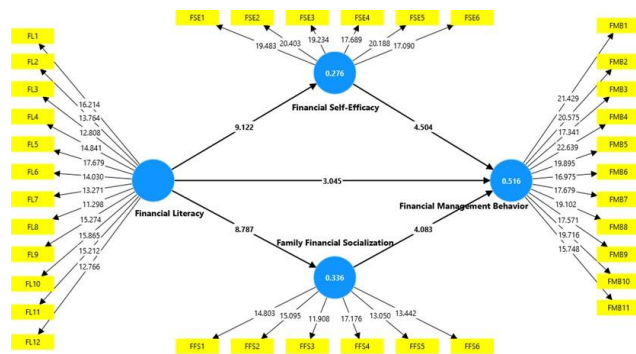 FSE1 FSE2 FSE3 FSE4 FSE5 FSE6
19.483 20.403 19.234 17.689 20.188 17.090
0.276
Financial Self-Efficacy
FL1
FL2
FL3
FL4
FL5
FL6
FL7
FL8
FL9
FL10
FL11
FL12
16.214
13.764
12.808
14.841
17.679
14.030
13.271
11.298
15.274
15.865
15.212
12.766
Financial Literacy
9.122
4.504
3.045
8.787
4.083
0.516
Financial Management Behavior
21.429
20.575
17.341
22.639
19.895
16.975
17.679
19.102
17.571
19.716
15.748
FMB1
FMB2
FMB3
FMB4
FMB5
FMB6
FMB7
FMB8
FMB9
FMB10
FMB11
Family Financial Socialization
0.336
14.803 15.095 11.908 17.176 13.050 13.442
FFS1 FFS2 FFS3 FFS4 FFS5 FFS6